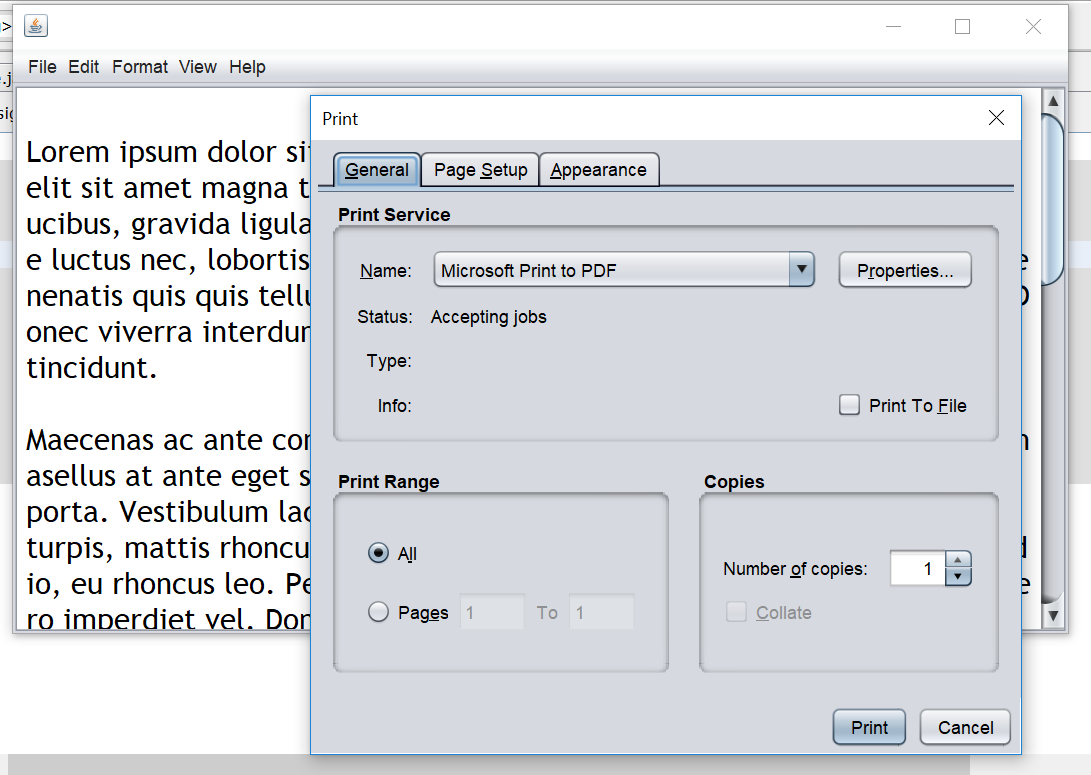 >
File Edit Format View Help
.j
sig
Print
Lorem ipsum dolor si
General Page Setup Appearance
elit sit amet magna t
Print Service
ucibus, gravida ligula
e luctus nec, lobortis
Name: Microsoft Print to PDF Properties...
e
nenatis quis quis tellu
Status: Accepting jobs
onec viverra interdum
Type:
tincidunt.
Info: Print To File
Maecenas ac ante con
asellus at ante eget s
Print Range Copies
porta. Vestibulum lac
turpis, mattis rhoncu
All
Number of copies: 1
d
io, eu rhoncus leo. Pe
e
Pages 1 To 1 Collate
ro imperdiet vel. Don
Print Cancel